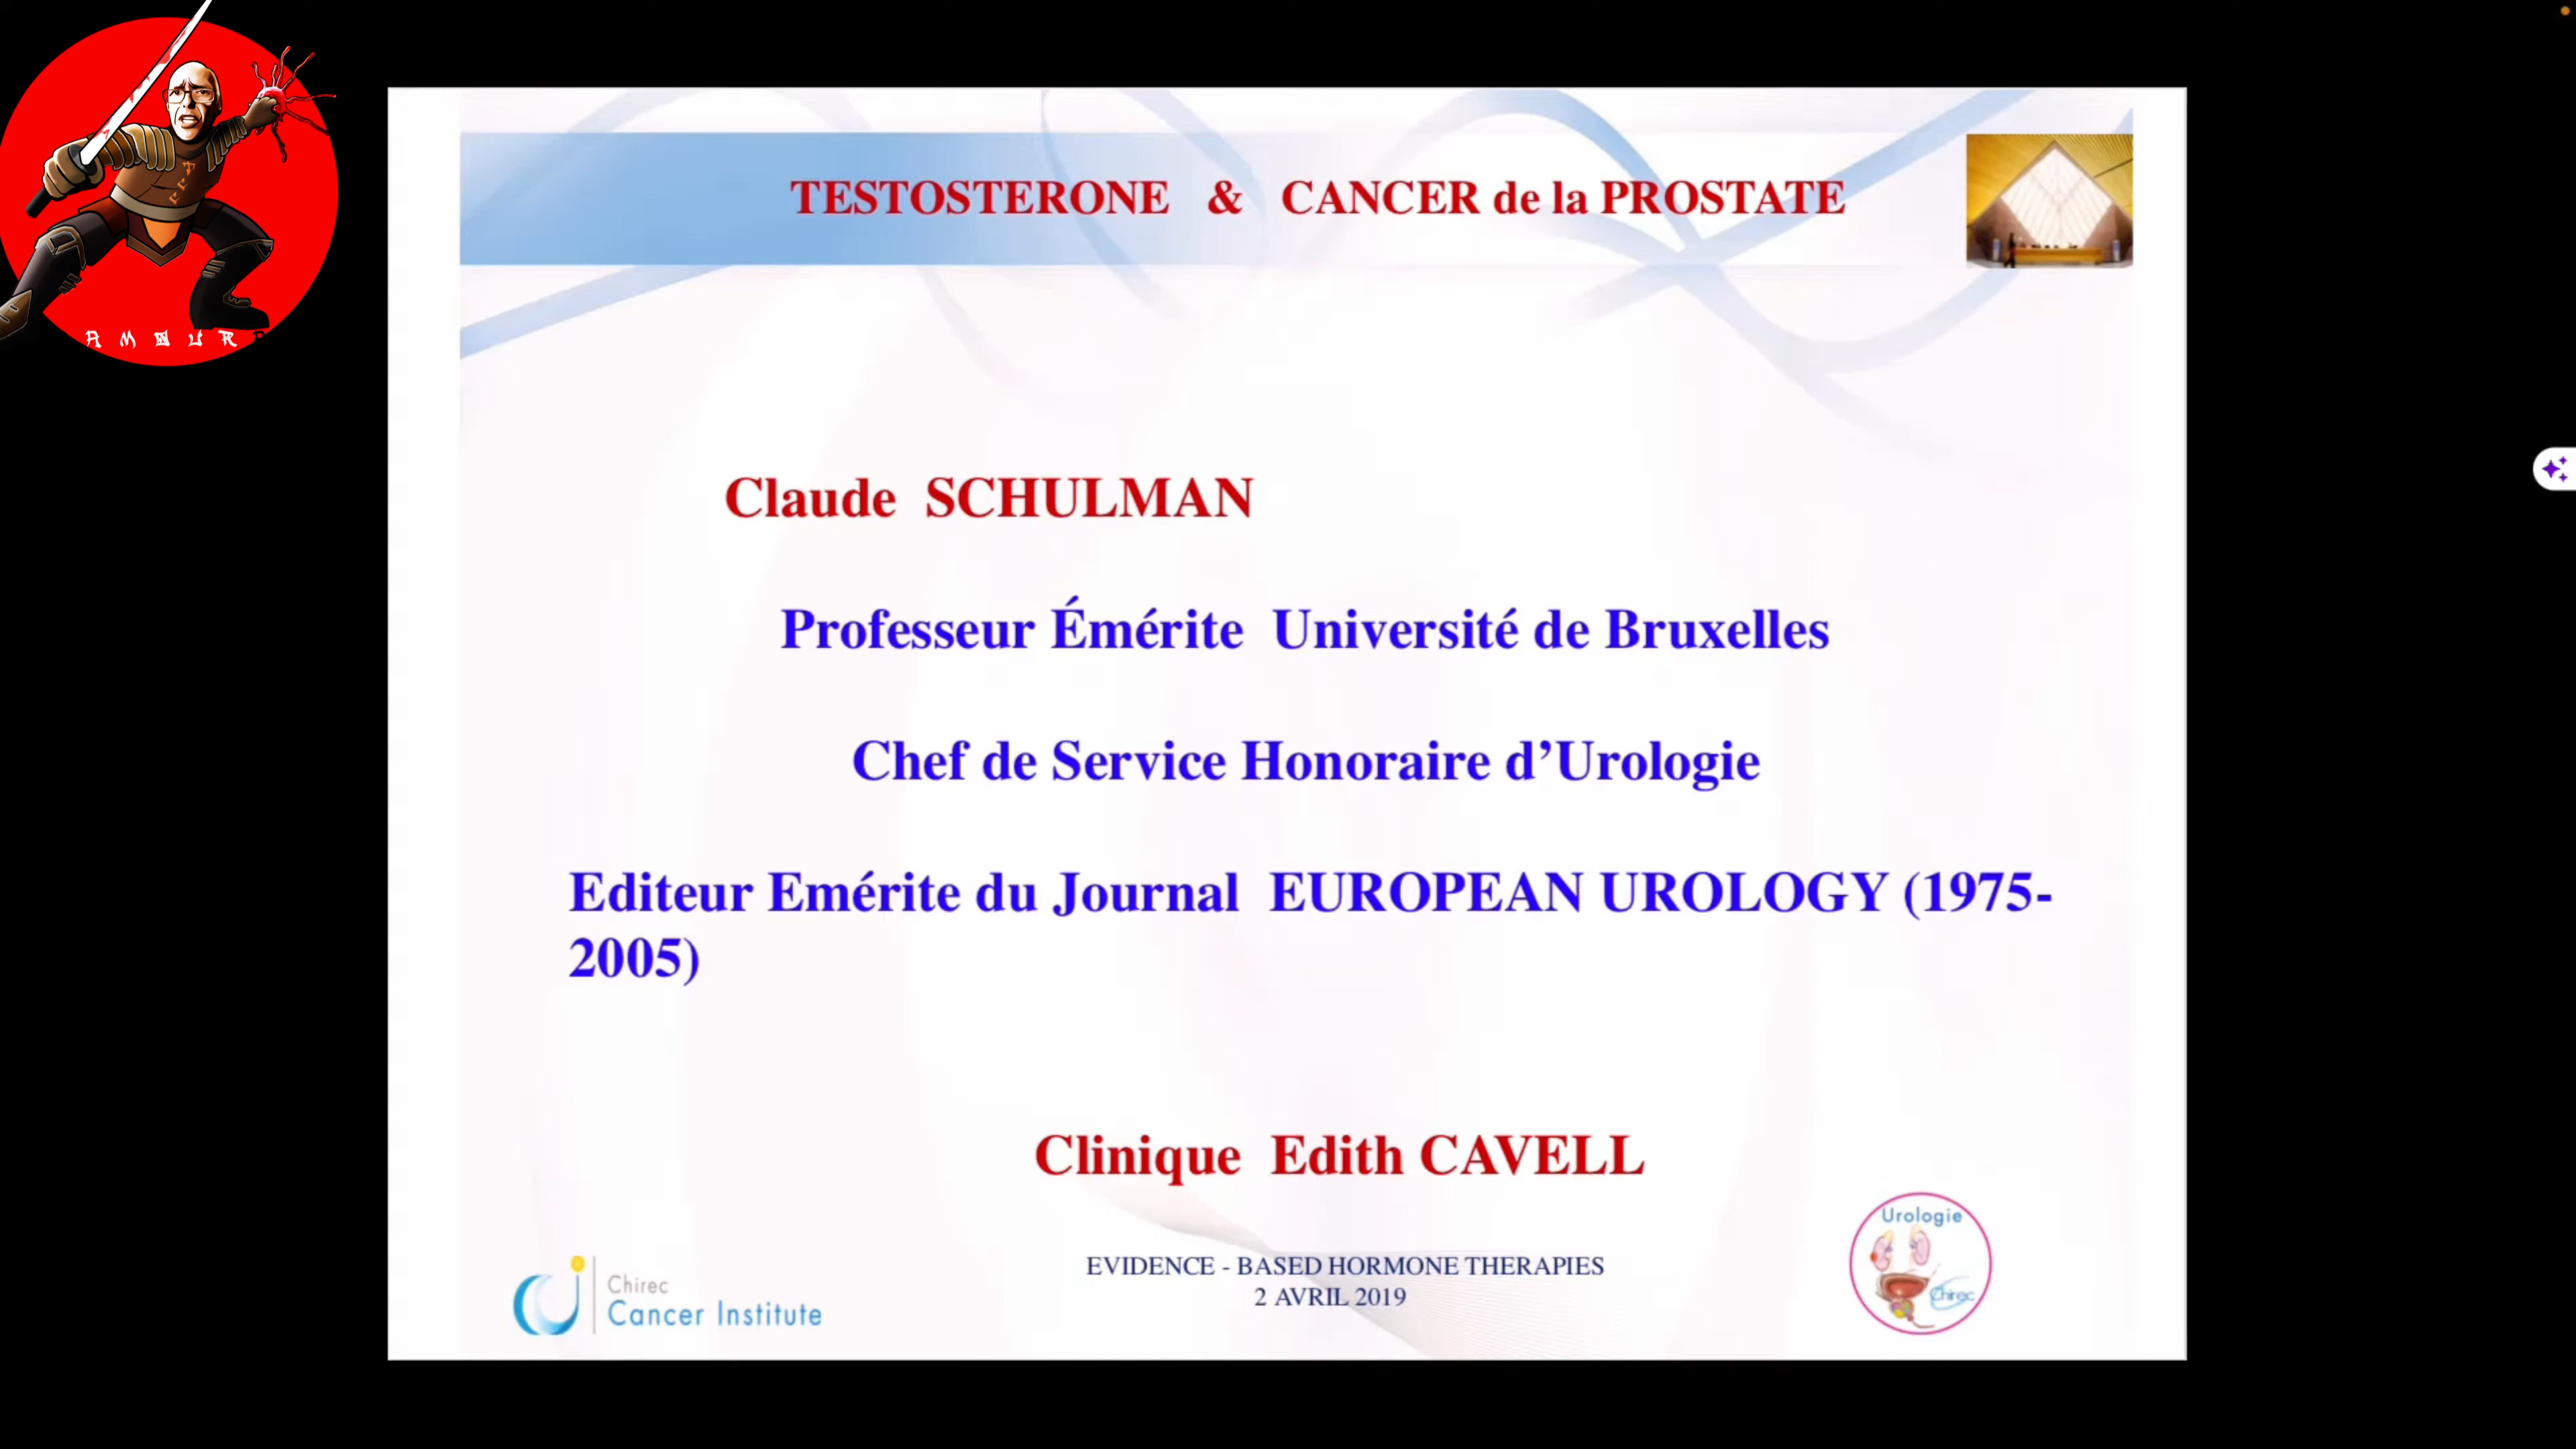 TESTOSTERONE & CANCER de la PROSTATE
Claude SCHULMAN
Professeur Émérite Université de Bruxelles
Chef de Service Honoraire d’Urologie
Editeur Emérite du Journal EUROPEAN UROLOGY (1975-
2005)
Clinique Edith CAVELL
EVIDENCE - BASED HORMONE THERAPIES
2 AVRIL 2019
Chirec
Cancer Institute
Urologie
Chirec